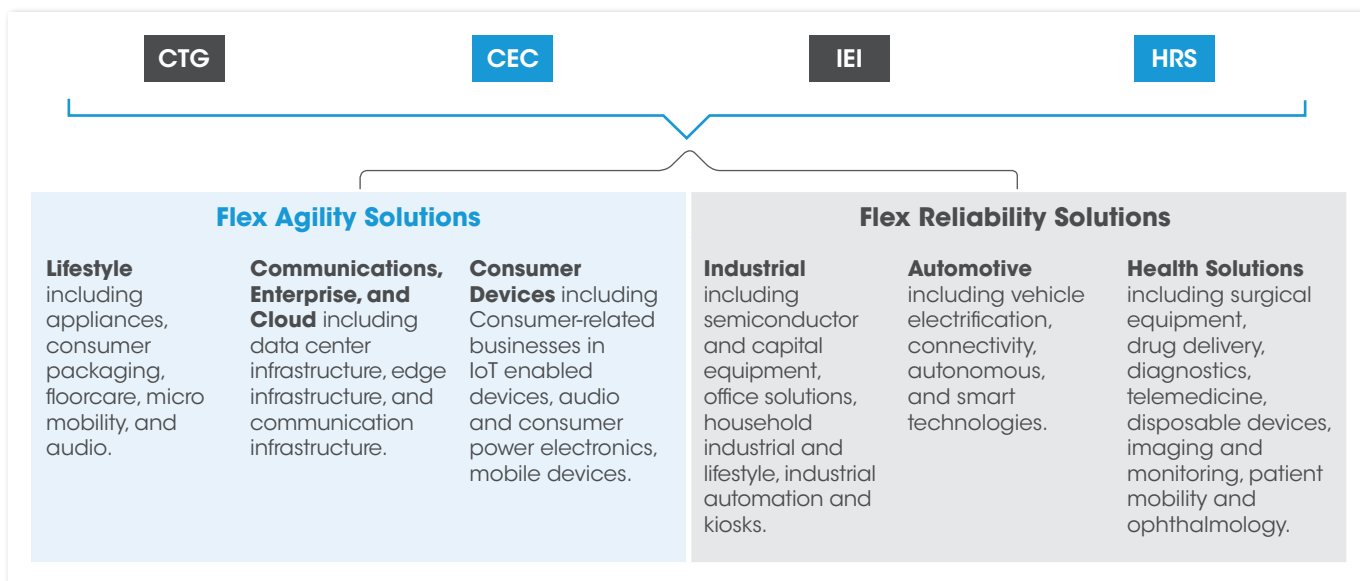 CTG
CEC
IEI
HRS
Flex Agility Solutions
Lifestyle
including
appliances,
consumer
packaging,
floorcare, micro
mobility, and
audio.
Communications,
Enterprise, and
Cloud including
data center
infrastructure, edge
infrastructure, and
communication
infrastructure.
Consumer
Devices including
Consumer-related
businesses in
IoT enabled
devices, audio
and consumer
power electronics,
mobile devices.
Flex Reliability Solutions
Industrial
including
semiconductor
and capital
equipment,
office solutions,
household
industrial and
lifestyle, industrial
automation and
kiosks.
Automotive
including vehicle
electrification,
connectivity,
autonomous,
and smart
technologies.
Health Solutions
including surgical
equipment,
drug delivery,
diagnostics,
telemedicine,
disposable devices,
imaging and
monitoring, patient
mobility and
ophthalmology.